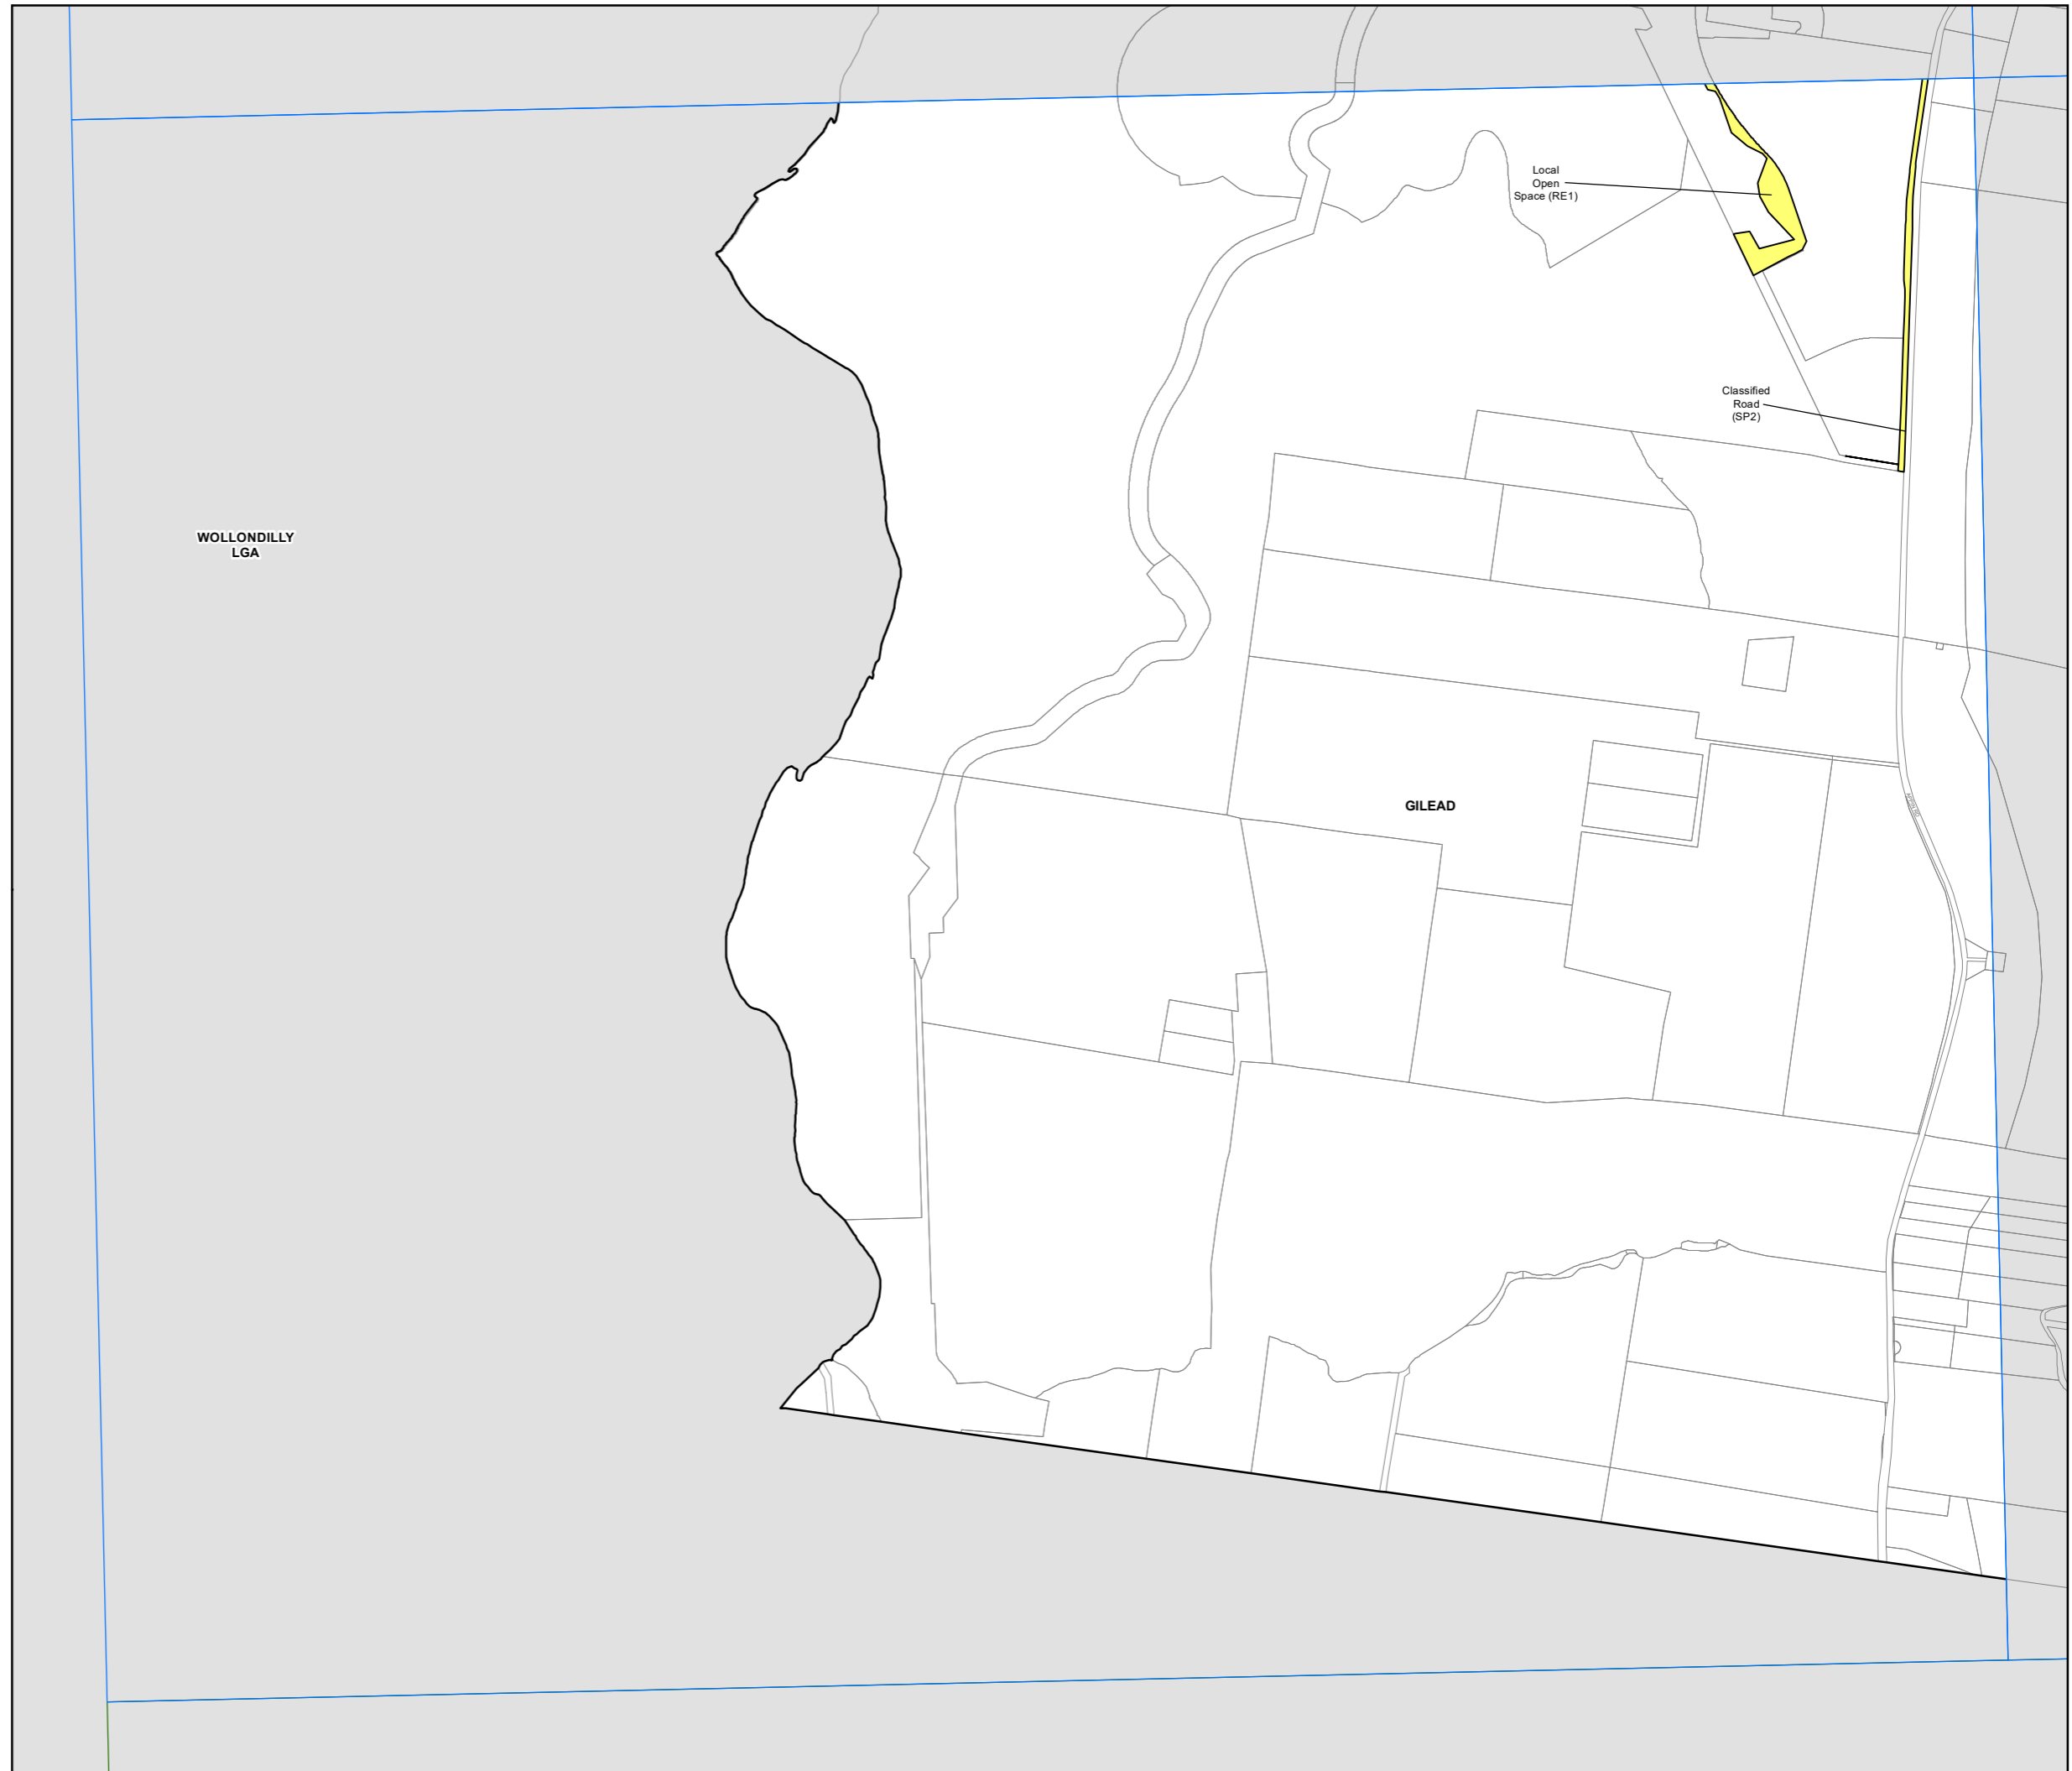 Local
Open
Space (RE1)
Classified
Road
(SP2)
WOLLONDILLY
LGA
GILEAD